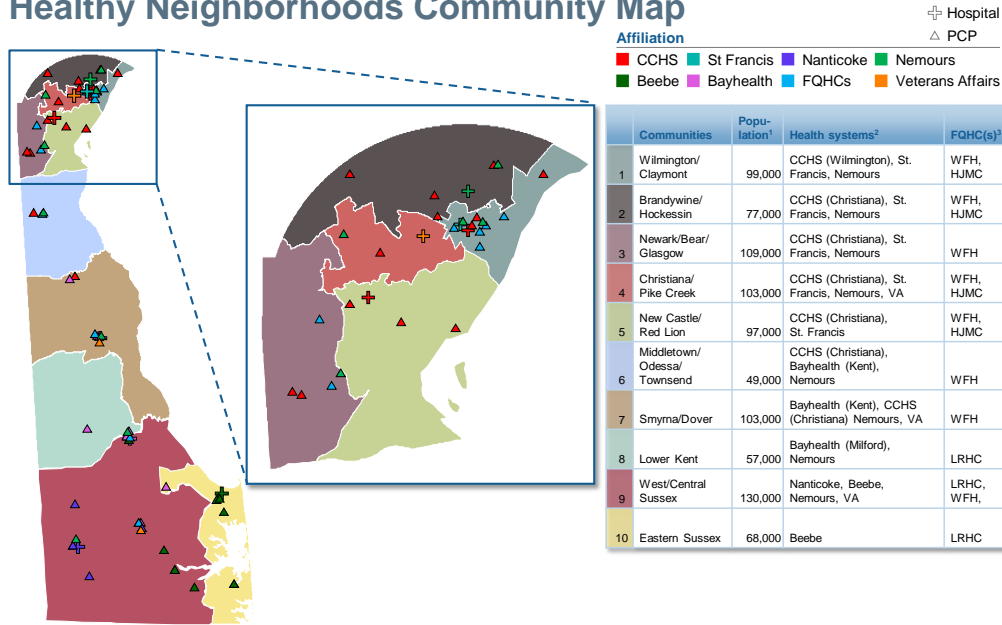 Healthy Neighborhoods Community Map
Hospital
PCP
Affiliation
CCHS St Francis Nanticoke Nemours
Beebe Bayhealth FQHCs Veterans Affairs
Communities Popu-lation¹ Health systems² FQHC(s)³
1 Wilmington/ Claymont 99,000 CCHS (Wilmington), St. Francis, Nemours WFH, HJMC
2 Brandywine/ Hockessin 77,000 CCHS (Christiana), St. Francis, Nemours WFH, HJMC
3 Newark/Bear/ Glasgow 109,000 CCHS (Christiana), St. Francis, Nemours WFH
4 Christiana/ Pike Creek 103,000 CCHS (Christiana), St. Francis, Nemours, VA WFH, HJMC
5 New Castle/ Red Lion 97,000 CCHS (Christiana), St. Francis WFH, HJMC
6 Middletown/ Odessa/ Townsend 49,000 CCHS (Christiana), Bayhealth (Kent), Nemours WFH
7 Smyrna/Dover 103,000 Bayhealth (Kent), CCHS (Christiana) Nemours, VA WFH
8 Lower Kent 57,000 Bayhealth (Milford), Nemours LRHC
9 West/Central Sussex 130,000 Nanticoke, Beebe, Nemours, VA LRHC, WFH,
10 Eastern Sussex 68,000 Beebe LRHC